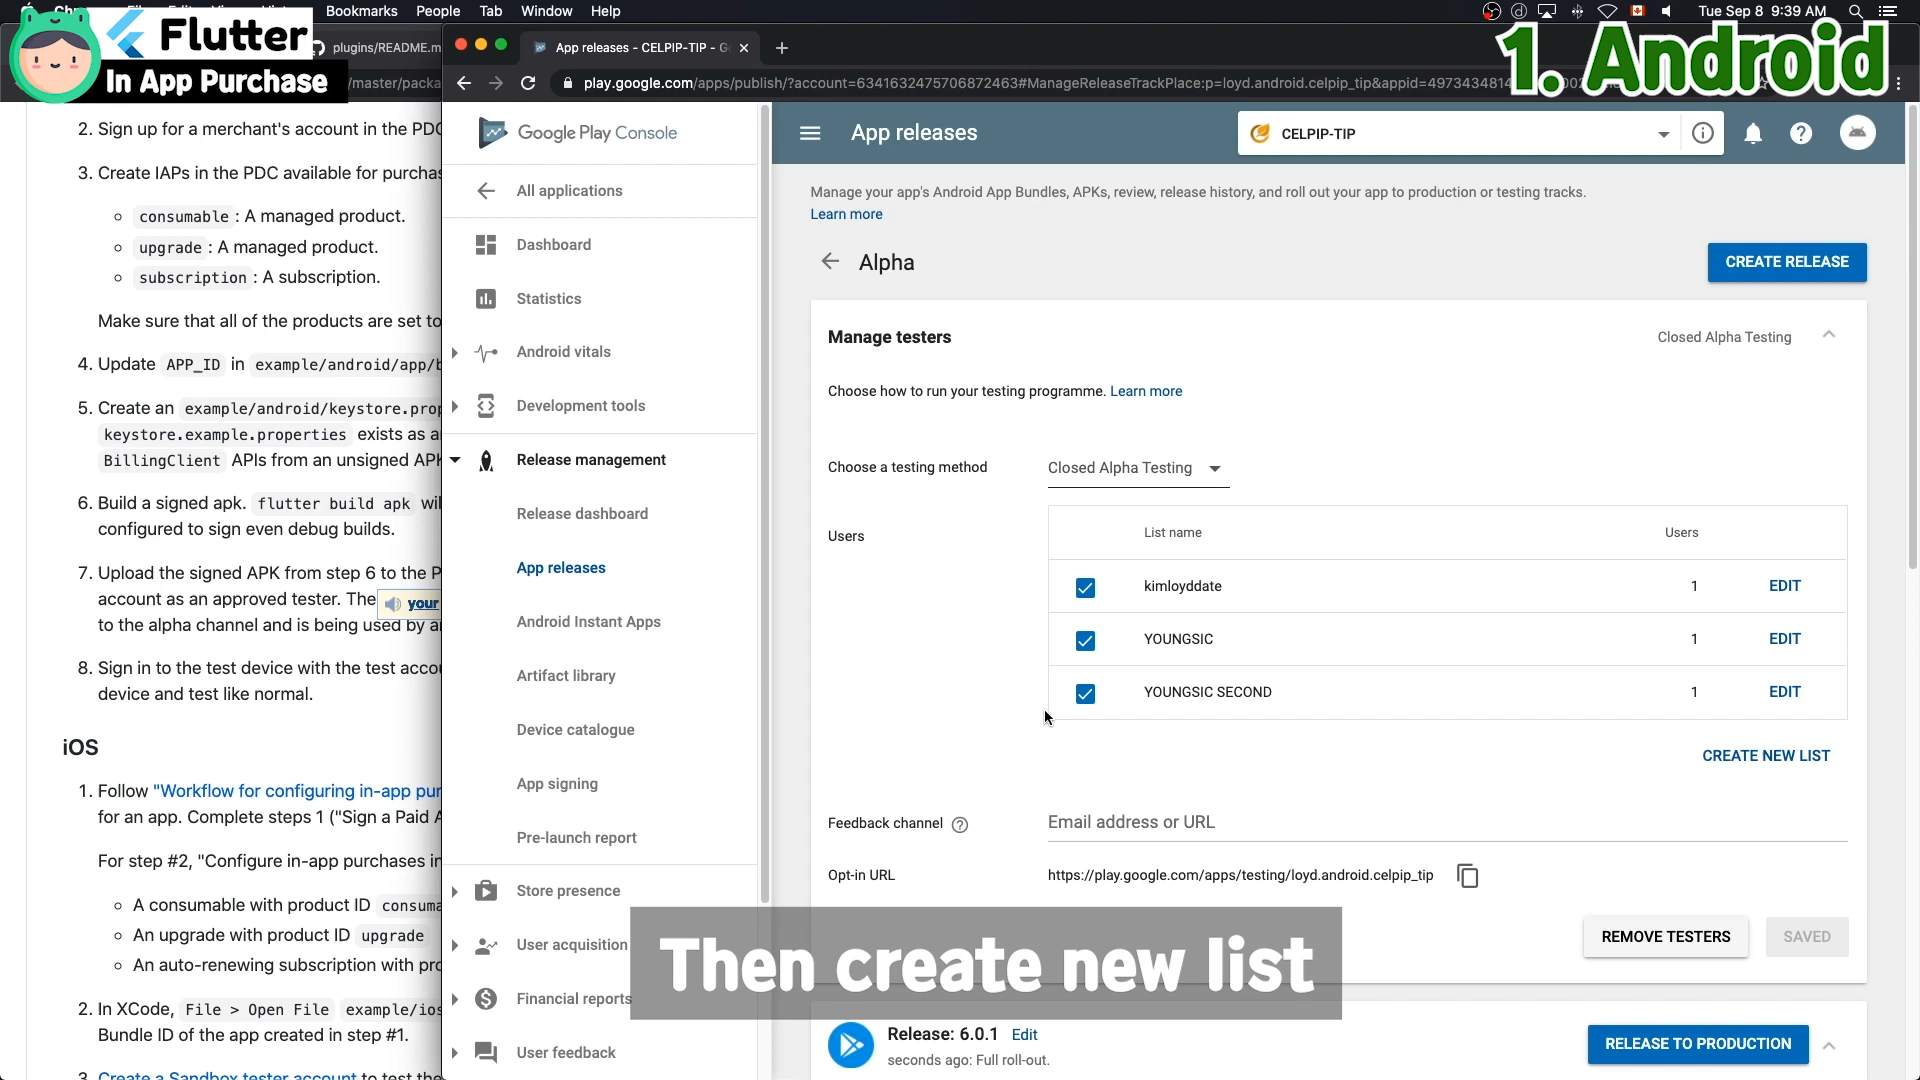 Bookmarks People Tab Window Help
Tue Sep 8 9:39 AM
Flutter
In App Purchase
1. Android
plugins/README.m
App releases - CELPIP-TIP - G
/master/packa
play.google.com/apps/publish/?account=6341632475706872463#ManageReleaseTrackPlace:p=loyd.android.celpip_tip&appid=4973434814
2. Sign up for a merchant's account in the PDC
3. Create IAPs in the PDC available for purchas
consumable : A managed product.
upgrade : A managed product.
subscription : A subscription.
Make sure that all of the products are set to
4. Update APP_ID in example/android/app/b
5. Create an example/android/keystore.prop
keystore.example.properties exists as a
BillingClient APIs from an unsigned APK
6. Build a signed apk. flutter build apk wil
configured to sign even debug builds.
7. Upload the signed APK from step 6 to the P
account as an approved tester. The your
to the alpha channel and is being used by a
8. Sign in to the test device with the test accou
device and test like normal.
iOS
1. Follow "Workflow for configuring in-app pur
for an app. Complete steps 1 ("Sign a Paid A
For step #2, "Configure in-app purchases in
A consumable with product ID consuma
An upgrade with product ID upgrade
An auto-renewing subscription with pro
2. In XCode, File > Open File example/ios
Bundle ID of the app created in step #1.
3. Create a Sandbox tester account to test the
Google Play Console
All applications
Dashboard
Statistics
Android vitals
Development tools
Release management
Release dashboard
App releases
Android Instant Apps
Artifact library
Device catalogue
App signing
Pre-launch report
Store presence
User acquisition
Financial reports
User feedback
App releases
CELPIP-TIP
Manage your app's Android App Bundles, APKs, review, release history, and roll out your app to production or testing tracks.
Learn more
Alpha
CREATE RELEASE
Manage testers
Closed Alpha Testing
Choose how to run your testing programme. Learn more
Choose a testing method Closed Alpha Testing
Users
List name Users
kimloyddate 1 EDIT
YOUNGSIC 1 EDIT
YOUNGSIC SECOND 1 EDIT
CREATE NEW LIST
Feedback channel Email address or URL
Opt-in URL https://play.google.com/apps/testing/loyd.android.celpip_tip
REMOVE TESTERS SAVED
Then create new list
Release: 6.0.1 Edit
seconds ago: Full roll-out.
RELEASE TO PRODUCTION